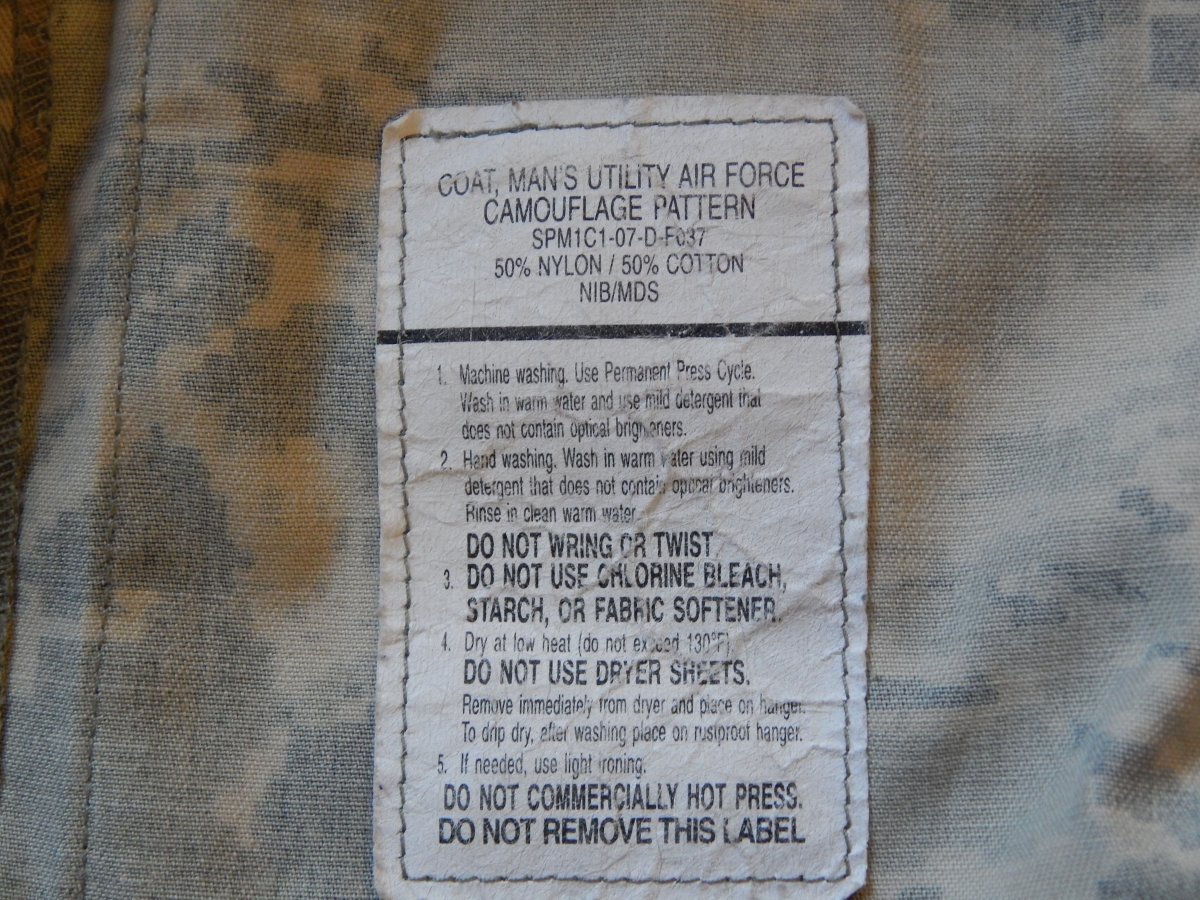 COAT, MAN'S UTILITY AIR FORCE
CAMOUFLAGE PATTERN
SPM1C1-07-D-F037
50% NYLON / 50% COTTON
NIB/MDS
1. Machine washing. Use Permanent Press Cycle.
Wash in warm water and use mild detergent that
does not contain optical brighteners.
2. Hand washing. Wash in warm water using mild
detergent that does not contain optical brighteners.
Rinse in clean warm water.
DO NOT WRING OR TWIST
3. DO NOT USE CHLORINE BLEACH,
STARCH, OR FABRIC SOFTENER.
4. Dry at low heat (do not exceed 130°F).
DO NOT USE DRYER SHEETS.
Remove immediately from dryer and place on hanger.
To drip dry, after washing place on rustproof hanger.
5. If needed, use light ironing.
DO NOT COMMERCIALLY HOT PRESS.
DO NOT REMOVE THIS LABEL